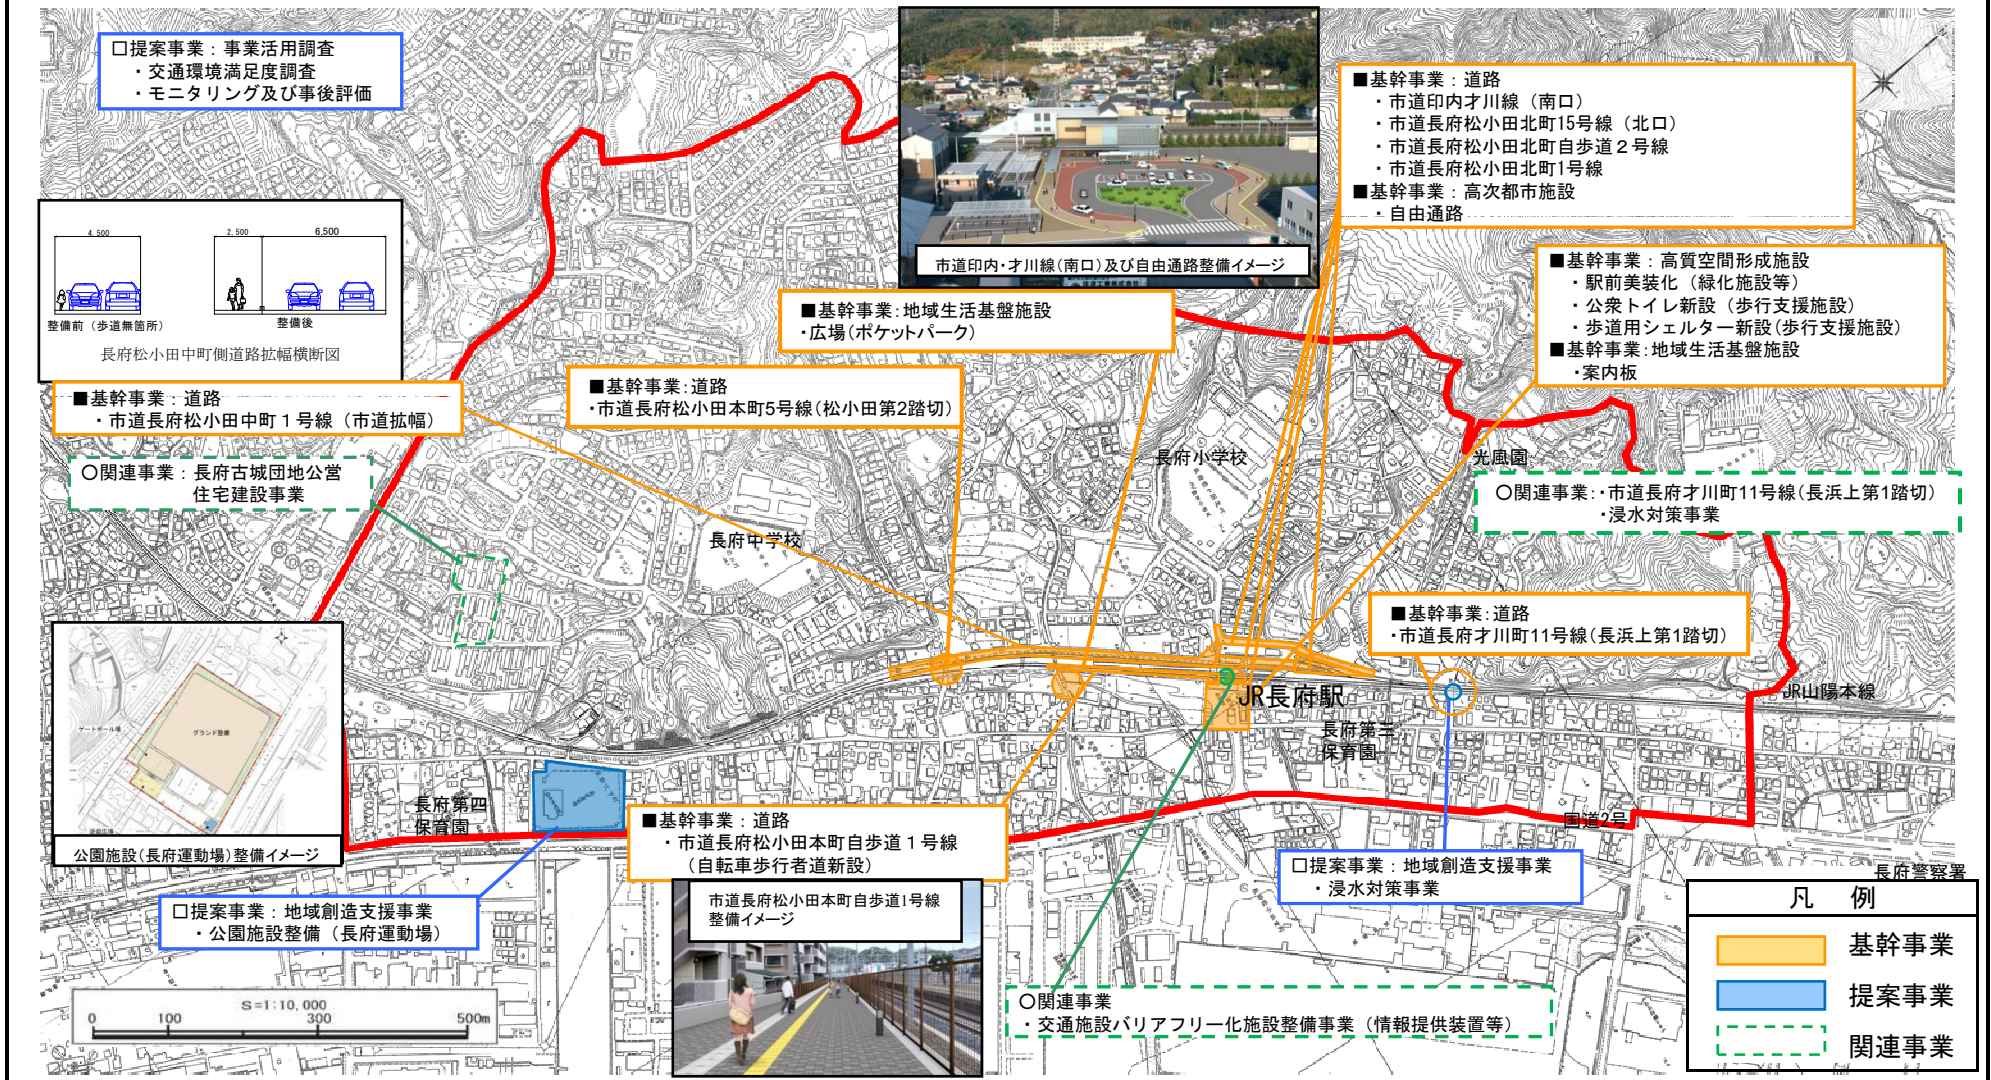 □提案事業：事業活用調査
・交通環境満足度調査
・モニタリング及び事後評価
4,500
2,500
6,500
整備前（歩道無箇所）
整備後
長府松小田中町側道路拡幅横断図
■基幹事業：道路
・市道長府松小田中町１号線（市道拡幅）
○関連事業：長府古城団地公営
住宅建設事業
市道印内・才川線(南口)及び自由通路整備イメージ
■基幹事業：道路
・市道印内才川線（南口）
・市道長府松小田北町15号線（北口）
・市道長府松小田北町自歩道２号線
・市道長府松小田北町1号線
■基幹事業：高次都市施設
・自由通路
■基幹事業：高質空間形成施設
・駅前美装化（緑化施設等）
・公衆トイレ新設（歩行支援施設）
・歩道用シェルター新設(歩行支援施設)
■基幹事業:地域生活基盤施設
・案内板
■基幹事業:地域生活基盤施設
・広場(ポケットパーク)
■基幹事業:道路
・市道長府松小田本町5号線(松小田第2踏切)
長府小学校
光風園
○関連事業:・市道長府才川町11号線(長浜上第1踏切)
・浸水対策事業
長府中学校
■基幹事業:道路
・市道長府才川町11号線(長浜上第1踏切)
JR長府駅
JR山陽本線
長府第三
保育園
ゲートボール場
グランド整備
遊戯広場
公園施設(長府運動場)整備イメージ
長府第四
保育園
国道2号
■基幹事業：道路
・市道長府松小田本町自歩道１号線
（自転車歩行者道新設）
□提案事業：地域創造支援事業
・浸水対策事業
長府警察署
□提案事業：地域創造支援事業
・公園施設整備（長府運動場）
市道長府松小田本町自歩道1号線
整備イメージ
○関連事業
・交通施設バリアフリー化施設整備事業（情報提供装置等）
S=1:10,000
0 100 300 500m
凡 例
基幹事業
提案事業
関連事業